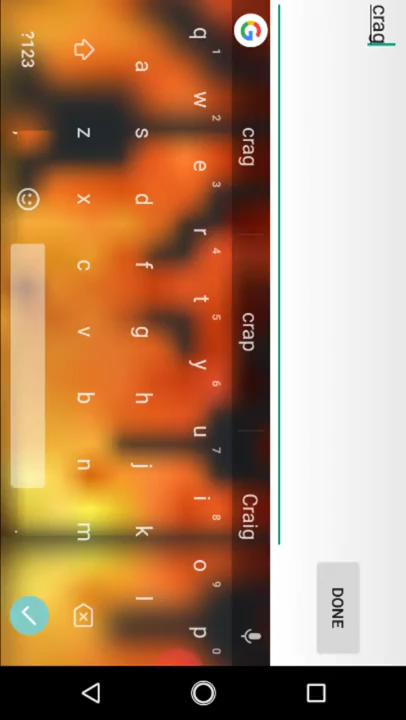 crag
DONE
crag crap Craig
q 1 w 2 e 3 r 4 t 5 y 6 u 7 i 8 o 9 p 0
a s d f g h j k l
z x c v b n m
?123 , .